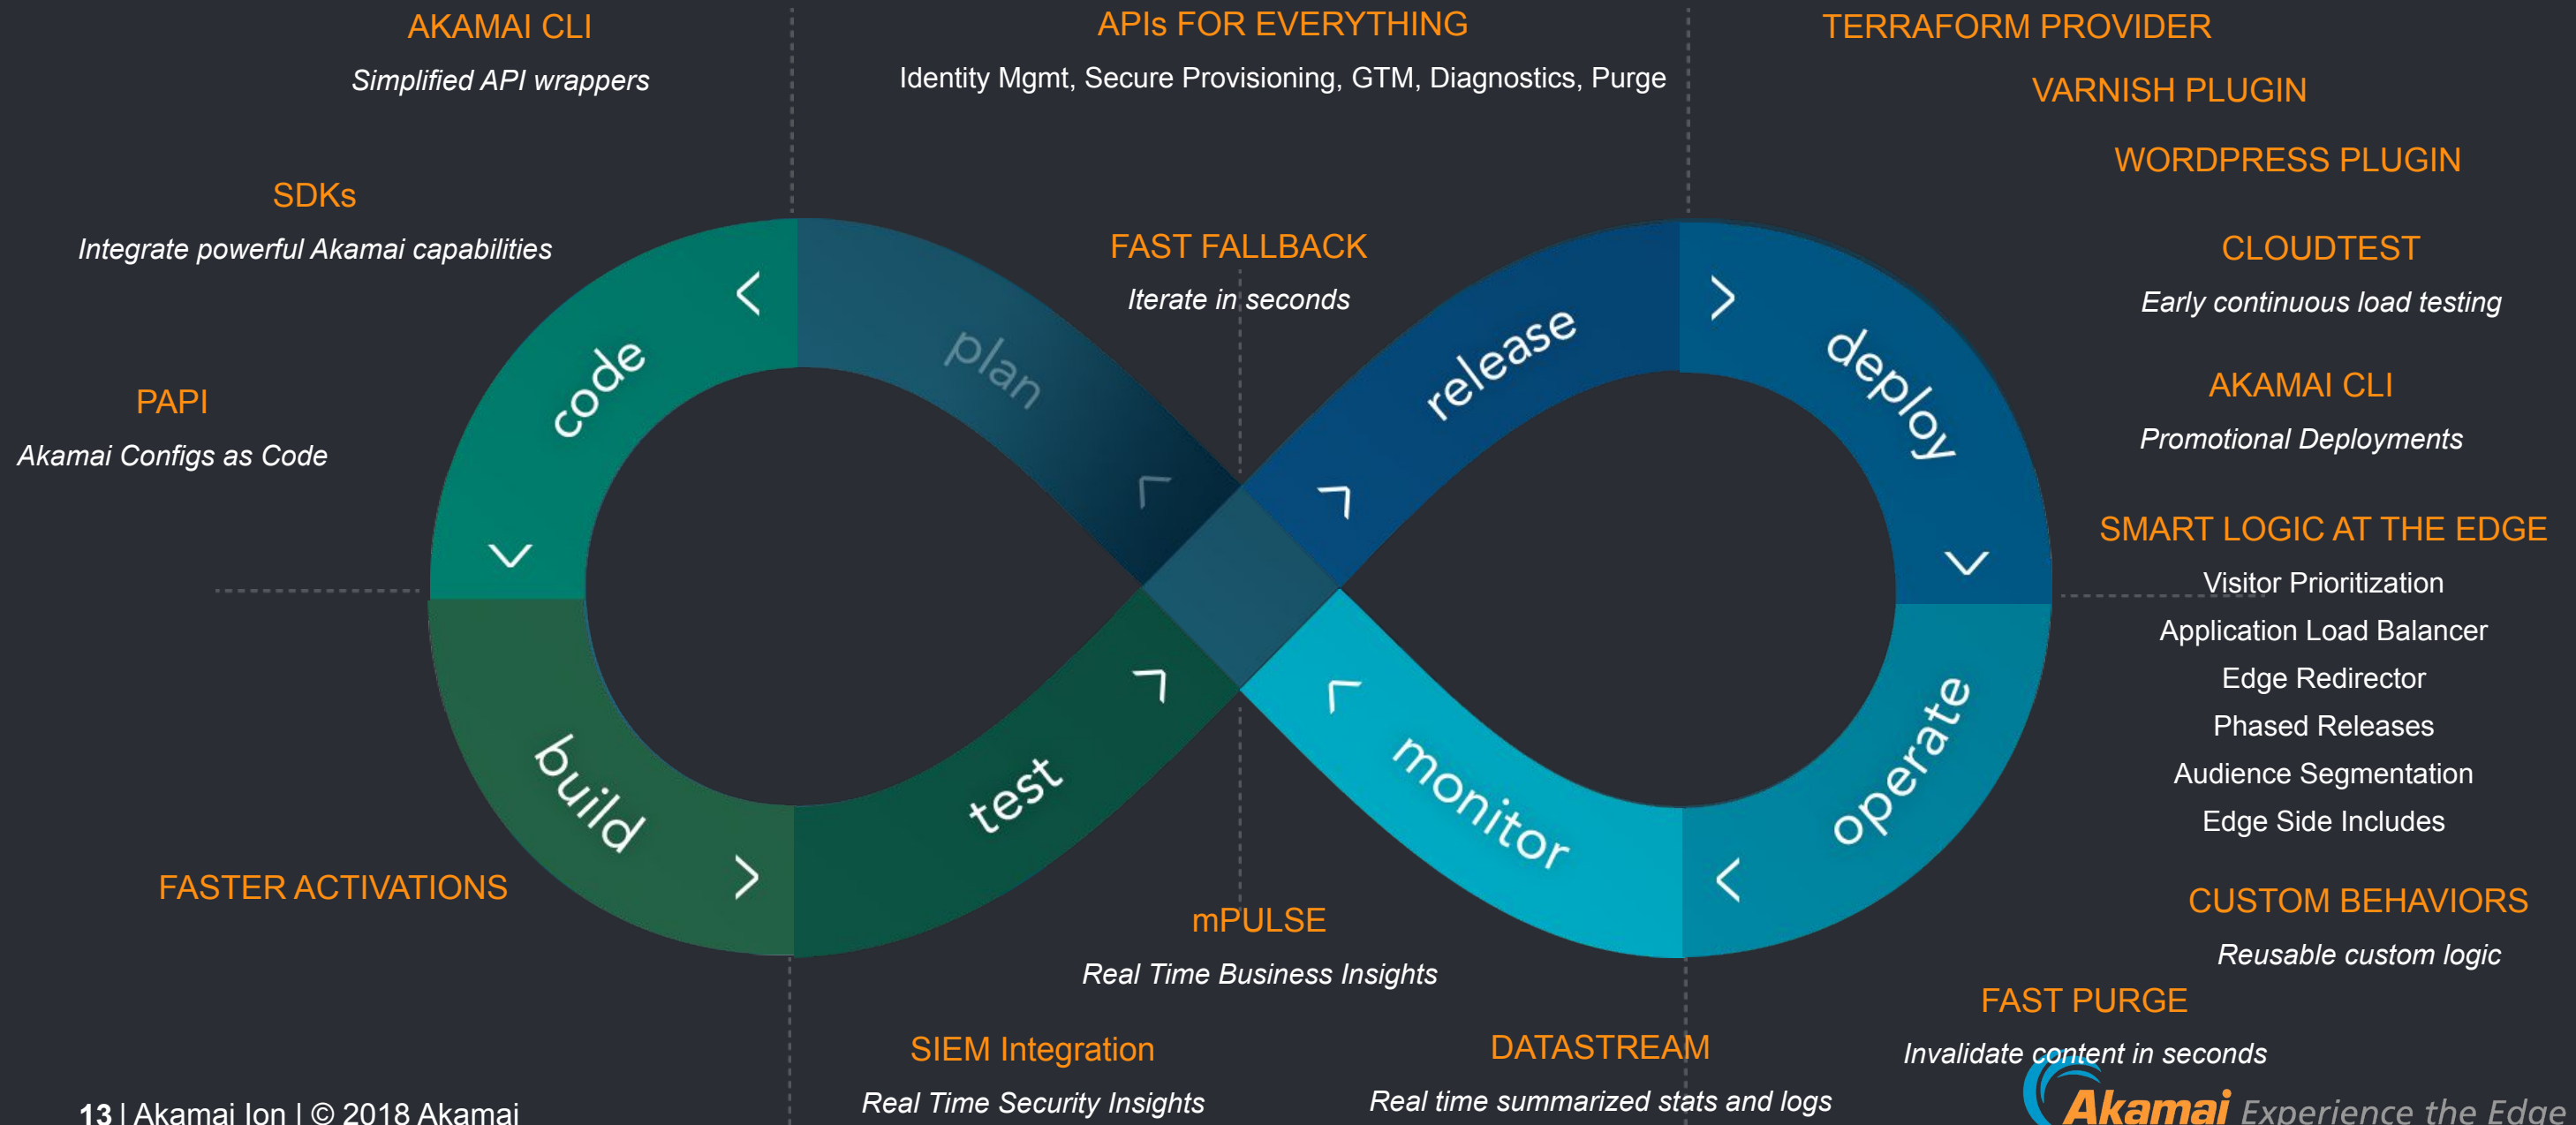 AKAMAI CLI
Simplified API wrappers
SDKs
Integrate powerful Akamai capabilities
PAPI
Akamai Configs as Code
FASTER ACTIVATIONS
APIs FOR EVERYTHING
Identity Mgmt, Secure Provisioning, GTM, Diagnostics, Purge
FAST FALLBACK
Iterate in seconds
plan
code
build
test
release
deploy
operate
monitor
mPULSE
Real Time Business Insights
SIEM Integration
Real Time Security Insights
DATASTREAM
Real time summarized stats and logs
TERRAFORM PROVIDER
VARNISH PLUGIN
WORDPRESS PLUGIN
CLOUDTEST
Early continuous load testing
AKAMAI CLI
Promotional Deployments
SMART LOGIC AT THE EDGE
Visitor Prioritization
Application Load Balancer
Edge Redirector
Phased Releases
Audience Segmentation
Edge Side Includes
CUSTOM BEHAVIORS
Reusable custom logic
FAST PURGE
Invalidate content in seconds
13 | Akamai Ion | © 2018 Akamai
Akamai Experience the Edge